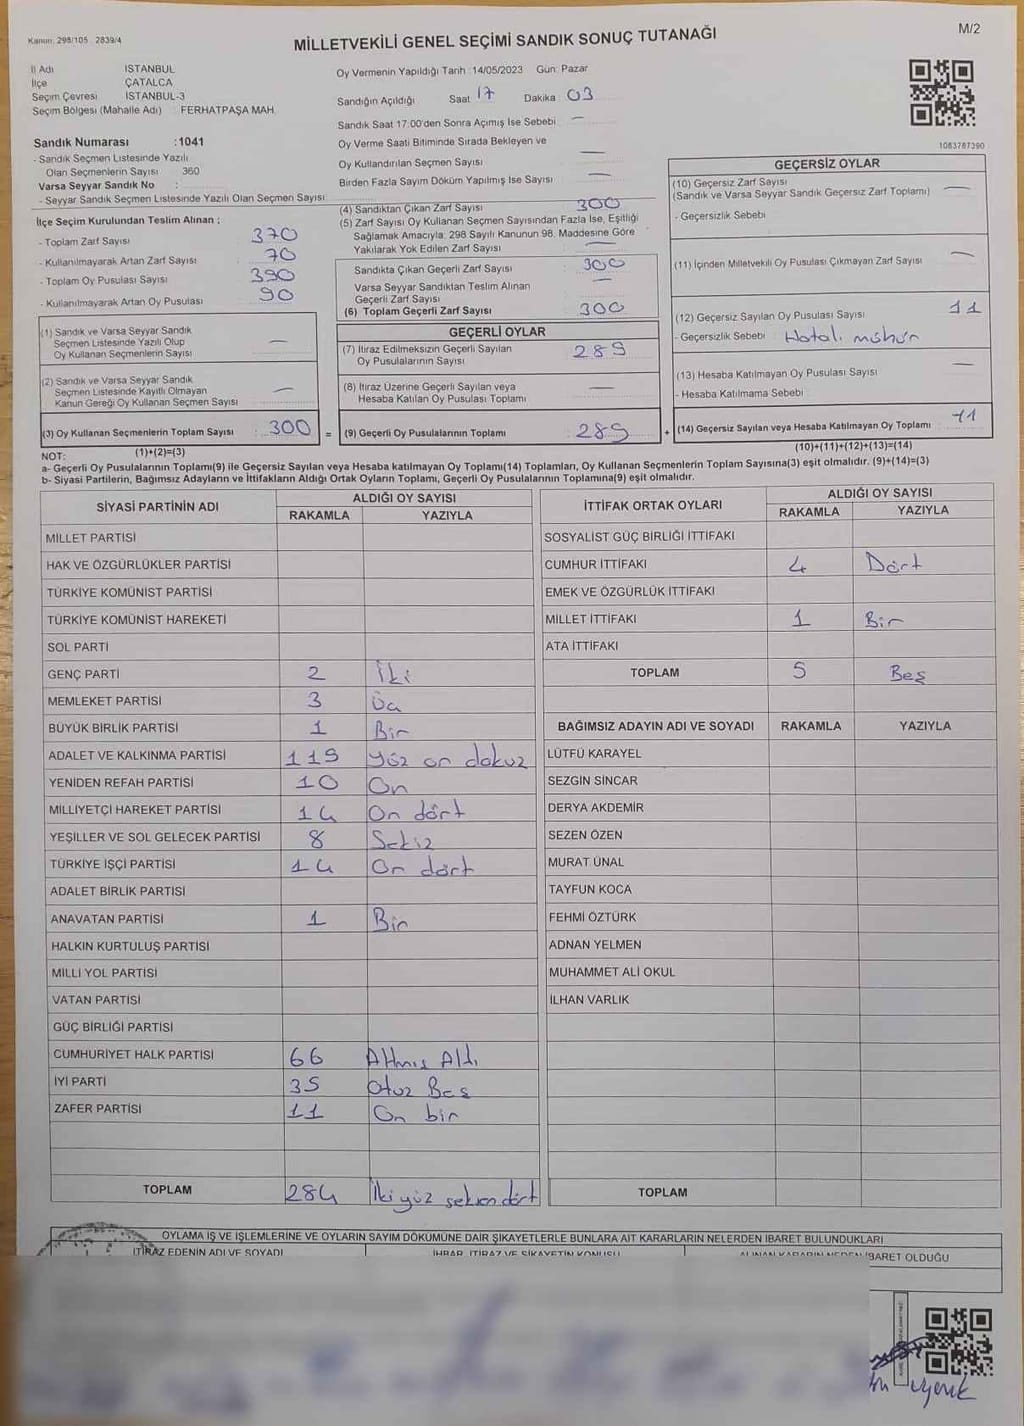 Kanun: 298/105 2839/4
MİLLETVEKİLİ GENEL SEÇİMİ SANDIK SONUÇ TUTANAĞI
M/2
İl Adı İSTANBUL
İlçe ÇATALCA
Seçim Çevresi İSTANBUL-3
Seçim Bölgesi (Mahalle Adı) : FERHATPAŞA MAH.
Oy Vermenin Yapıldığı Tarih :14/05/2023 Gün: Pazar
Sandığın Açıldığı Saat 17 Dakika : 03
Sandık Saat 17:00'den Sonra Açımış İse Sebebi —
Oy Verme Saati Bitiminde Sırada Bekleyen ve
Oy Kullandırılan Seçmen Sayısı —
Birden Fazla Sayım Döküm Yapılmış İse Sayısı —
1083787390
Sandık Numarası :1041
- Sandık Seçmen Listesinde Yazılı
Olan Seçmenlerin Sayısı 360
Varsa Seyyar Sandık No :
- Seyyar Sandık Seçmen Listesinde Yazılı Olan Seçmen Sayısı :
İlçe Seçim Kurulundan Teslim Alınan ;
- Toplam Zarf Sayısı 370
- Kullanılmayarak Artan Zarf Sayısı 70
- Toplam Oy Pusulası Sayısı 390
- Kullanılmayarak Artan Oy Pusulası 90
(4) Sandıktan Çıkan Zarf Sayısı 300
(5) Zarf Sayısı Oy Kullanan Seçmen Sayısından Fazla İse, Eşitliği
Sağlamak Amacıyla; 298 Sayılı Kanunun 98. Maddesine Göre
Yakılarak Yok Edilen Zarf Sayısı —
Sandıkta Çıkan Geçerli Zarf Sayısı 300
Varsa Seyyar Sandıktan Teslim Alınan
Geçerli Zarf Sayısı —
(6) Toplam Geçerli Zarf Sayısı 300
GEÇERSİZ OYLAR
(10) Geçersiz Zarf Sayısı
(Sandık ve Varsa Seyyar Sandık Geçersiz Zarf Toplamı) —
- Geçersizlik Sebebi
(11) İçinden Milletvekili Oy Pusulası Çıkmayan Zarf Sayısı —
(12) Geçersiz Sayılan Oy Pusulası Sayısı 11
- Geçersizlik Sebebi : Hatalı mühür
(13) Hesaba Katılmayan Oy Pusulası Sayısı —
- Hesaba Katılmama Sebebi
(14) Geçersiz Sayılan veya Hesaba Katılmayan Oy Toplamı 11
(10)+(11)+(12)+(13)=(14)
(1) Sandık ve Varsa Seyyar Sandık
Seçmen Listesinde Yazılı Olup
Oy Kullanan Seçmenlerin Sayısı —
(2) Sandık ve Varsa Seyyar Sandık
Seçmen Listesinde Kayıtlı Olmayan
Kanun Gereği Oy Kullanan Seçmen Sayısı —
(3) Oy Kullanan Seçmenlerin Toplam Sayısı 300 =
(1)+(2)=(3)
GEÇERLİ OYLAR
(7) İtiraz Edilmeksizin Geçerli Sayılan
Oy Pusulalarının Sayısı 289
(8) İtiraz Üzerine Geçerli Sayılan veya
Hesaba Katılan Oy Pusulası Toplamı —
(9) Geçerli Oy Pusulalarının Toplamı 289 +
NOT:
a- Geçerli Oy Pusulalarının Toplamı(9) ile Geçersiz Sayılan veya Hesaba katılmayan Oy Toplamı(14) Toplamları, Oy Kullanan Seçmenlerin Toplam Sayısına(3) eşit olmalıdır. (9)+(14)=(3)
b- Siyasi Partilerin, Bağımsız Adayların ve İttifakların Aldığı Ortak Oyların Toplamı, Geçerli Oy Pusulalarının Toplamına(9) eşit olmalıdır.
SİYASİ PARTİNİN ADI ALDIĞI OY SAYISI
RAKAMLA YAZIYLA
MİLLET PARTİSİ
HAK VE ÖZGÜRLÜKLER PARTİSİ
TÜRKİYE KOMÜNİST PARTİSİ
TÜRKİYE KOMÜNİST HAREKETİ
SOL PARTİ
GENÇ PARTİ 2 İki
MEMLEKET PARTİSİ 3 Üç
BÜYÜK BİRLİK PARTİSİ 1 Bir
ADALET VE KALKINMA PARTİSİ 119 Yüz on dokuz
YENİDEN REFAH PARTİSİ 10 On
MİLLİYETÇİ HAREKET PARTİSİ 14 On dört
YEŞİLLER VE SOL GELECEK PARTİSİ 8 Sekiz
TÜRKİYE İŞÇİ PARTİSİ 14 On dört
ADALET BİRLİK PARTİSİ
ANAVATAN PARTİSİ 1 Bir
HALKIN KURTULUŞ PARTİSİ
MİLLİ YOL PARTİSİ
VATAN PARTİSİ
GÜÇ BİRLİĞİ PARTİSİ
CUMHURİYET HALK PARTİSİ 66 Altmış Altı
İYİ PARTİ 35 Otuz Beş
ZAFER PARTİSİ 11 On bir
TOPLAM 284 İki yüz seksen dört
İTTİFAK ORTAK OYLARI ALDIĞI OY SAYISI
RAKAMLA YAZIYLA
SOSYALİST GÜÇ BİRLİĞİ İTTİFAKI
CUMHUR İTTİFAKI 4 Dört
EMEK VE ÖZGÜRLÜK İTTİFAKI
MİLLET İTTİFAKI 1 Bir
ATA İTTİFAKI
TOPLAM 5 Beş
BAĞIMSIZ ADAYIN ADI VE SOYADI RAKAMLA YAZIYLA
LÜTFÜ KARAYEL
SEZGİN SİNCAR
DERYA AKDEMİR
SEZEN ÖZEN
MURAT ÜNAL
TAYFUN KOCA
FEHMİ ÖZTÜRK
ADNAN YELMEN
MUHAMMET ALİ OKUL
İLHAN VARLIK
TOPLAM
OYLAMA İŞ VE İŞLEMLERİNE VE OYLARIN SAYIM DÖKÜMÜNE DAİR ŞİKAYETLERLE BUNLARA AİT KARARLARIN NELERDEN İBARET BULUNDUKLARI
İTİRAZ EDENİN ADI VE SOYADI İHBAR, İTİRAZ VE ŞİKAYETİN KONUSU ALINAN KARARIN NEDEN İBARET OLDUĞU